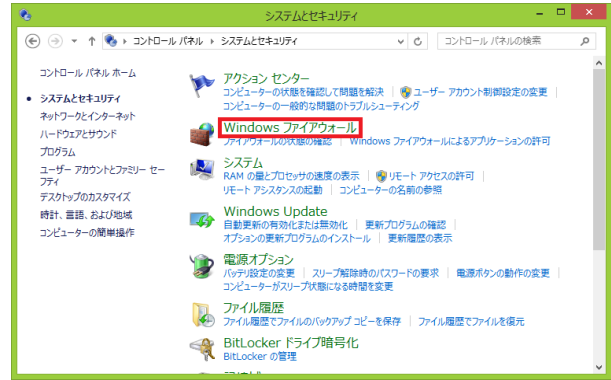 システムとセキュリティ
コントロール パネル ▸ システムとセキュリティ
コントロール パネルの検索
コントロール パネル ホーム
システムとセキュリティ
ネットワークとインターネット
ハードウェアとサウンド
プログラム
ユーザー アカウントとファミリー セー
フティ
デスクトップのカスタマイズ
時計、言語、および地域
コンピューターの簡単操作
アクション センター
コンピューターの状態を確認して問題を解決 ユーザー アカウント制御設定の変更
コンピューターの一般的な問題のトラブルシューティング
Windows ファイアウォール
ファイアウォールの状態の確認 Windows ファイアウォールによるアプリケーションの許可
システム
RAM の量とプロセッサの速度の表示 リモート アクセスの許可
リモート アシスタンスの起動 コンピューターの名前の参照
Windows Update
自動更新の有効化または無効化 更新プログラムの確認
オプションの更新プログラムのインストール 更新履歴の表示
電源オプション
バッテリ設定の変更 スリープ解除時のパスワードの要求 電源ボタンの動作の変更
コンピューターがスリープ状態になる時間を変更
ファイル履歴
ファイル履歴でファイルのバックアップ コピーを保存 ファイル履歴でファイルを復元
BitLocker ドライブ暗号化
BitLocker の管理